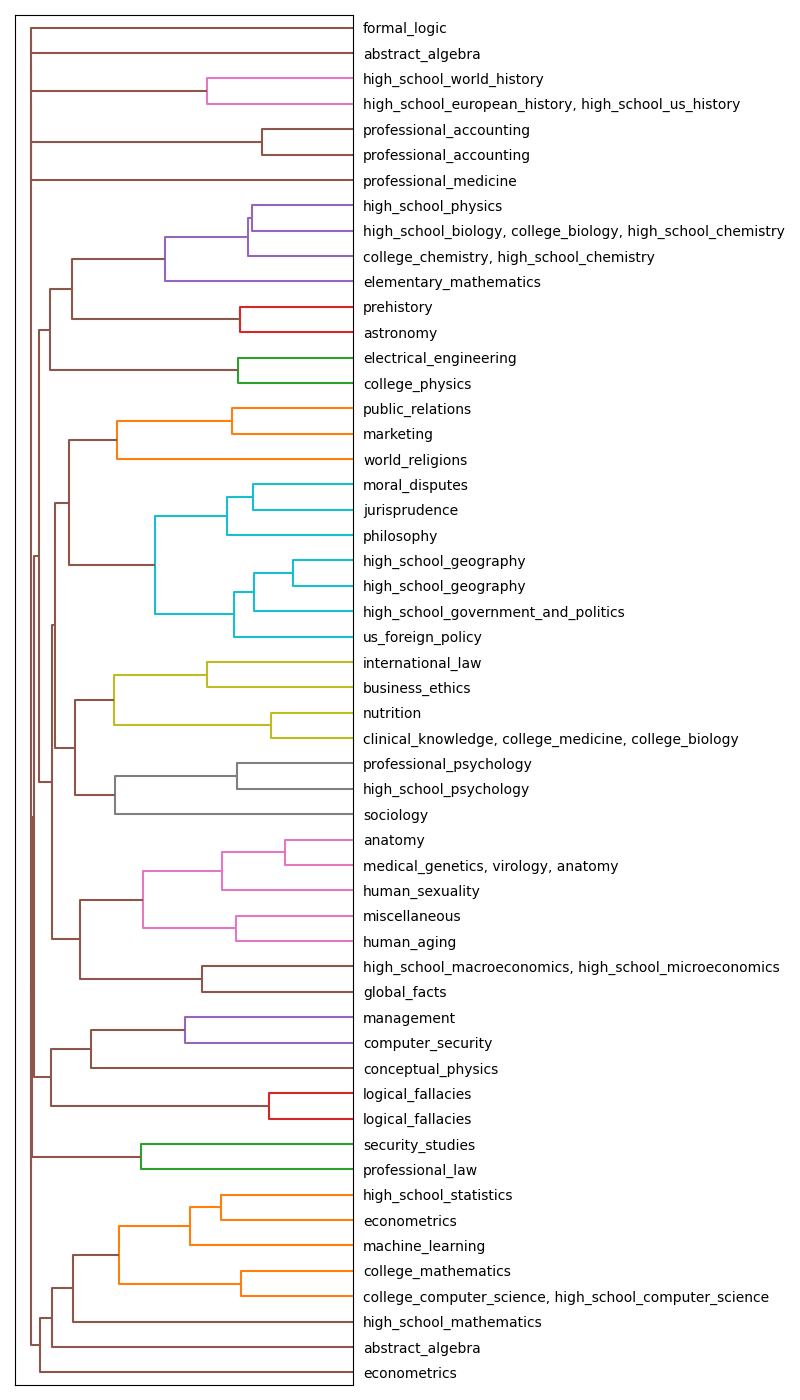 formal_logic
abstract_algebra
high_school_world_history
high_school_european_history, high_school_us_history
professional_accounting
professional_accounting
professional_medicine
high_school_physics
high_school_biology, college_biology, high_school_chemistry
college_chemistry, high_school_chemistry
elementary_mathematics
prehistory
astronomy
electrical_engineering
college_physics
public_relations
marketing
world_religions
moral_disputes
jurisprudence
philosophy
high_school_geography
high_school_geography
high_school_government_and_politics
us_foreign_policy
international_law
business_ethics
nutrition
clinical_knowledge, college_medicine, college_biology
professional_psychology
high_school_psychology
sociology
anatomy
medical_genetics, virology, anatomy
human_sexuality
miscellaneous
human_aging
high_school_macroeconomics, high_school_microeconomics
global_facts
management
computer_security
conceptual_physics
logical_fallacies
logical_fallacies
security_studies
professional_law
high_school_statistics
econometrics
machine_learning
college_mathematics
college_computer_science, high_school_computer_science
high_school_mathematics
abstract_algebra
econometrics